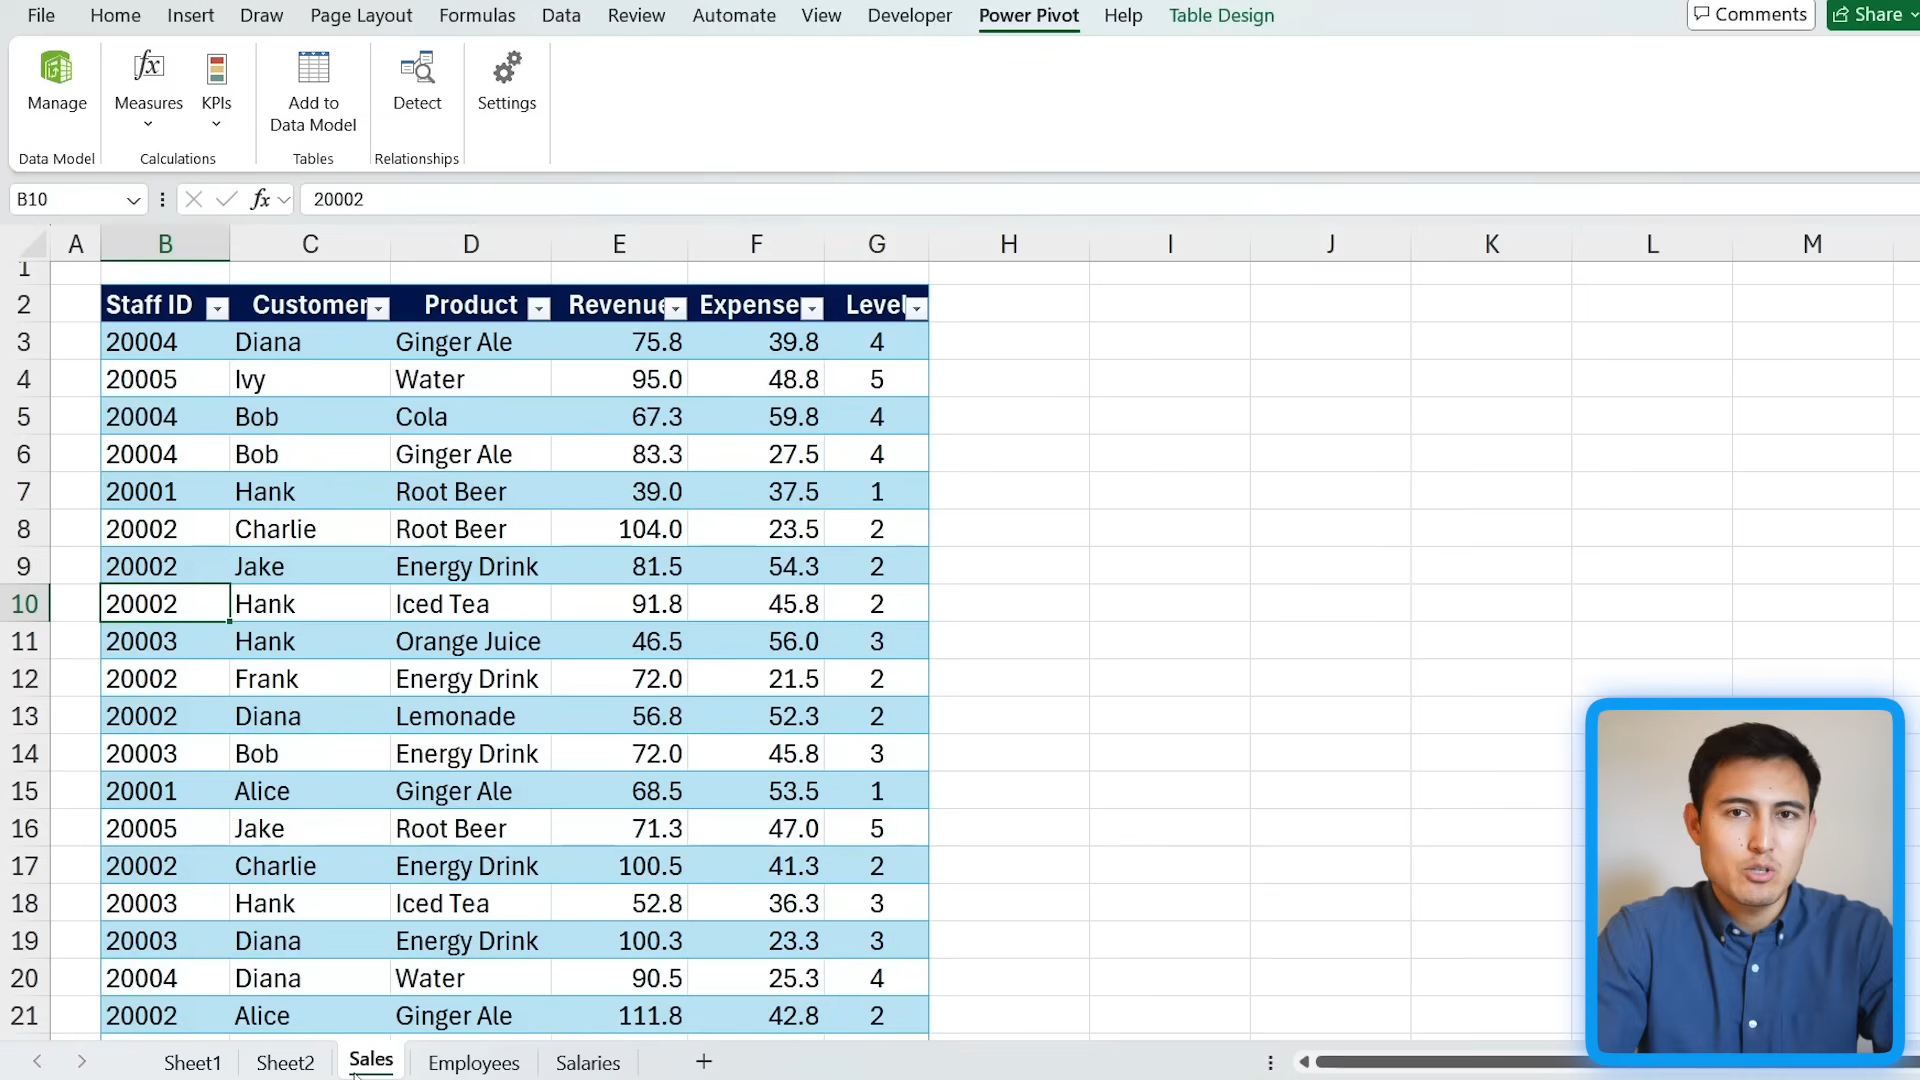 File Home Insert Draw Page Layout Formulas Data Review Automate View Developer Power Pivot Help Table Design Comments Share
Manage Measures KPIs Add to Data Model Detect Settings
Data Model Calculations Tables Relationships
B10 fx 20002
A B C D E F G H I J K L M
1
2 Staff ID Customer Product Revenue Expense Level
3 20004 Diana Ginger Ale 75.8 39.8 4
4 20005 Ivy Water 95.0 48.8 5
5 20004 Bob Cola 67.3 59.8 4
6 20004 Bob Ginger Ale 83.3 27.5 4
7 20001 Hank Root Beer 39.0 37.5 1
8 20002 Charlie Root Beer 104.0 23.5 2
9 20002 Jake Energy Drink 81.5 54.3 2
10 20002 Hank Iced Tea 91.8 45.8 2
11 20003 Hank Orange Juice 46.5 56.0 3
12 20002 Frank Energy Drink 72.0 21.5 2
13 20002 Diana Lemonade 56.8 52.3 2
14 20003 Bob Energy Drink 72.0 45.8 3
15 20001 Alice Ginger Ale 68.5 53.5 1
16 20005 Jake Root Beer 71.3 47.0 5
17 20002 Charlie Energy Drink 100.5 41.3 2
18 20003 Hank Iced Tea 52.8 36.3 3
19 20003 Diana Energy Drink 100.3 23.3 3
20 20004 Diana Water 90.5 25.3 4
21 20002 Alice Ginger Ale 111.8 42.8 2
Sheet1 Sheet2 Sales Employees Salaries